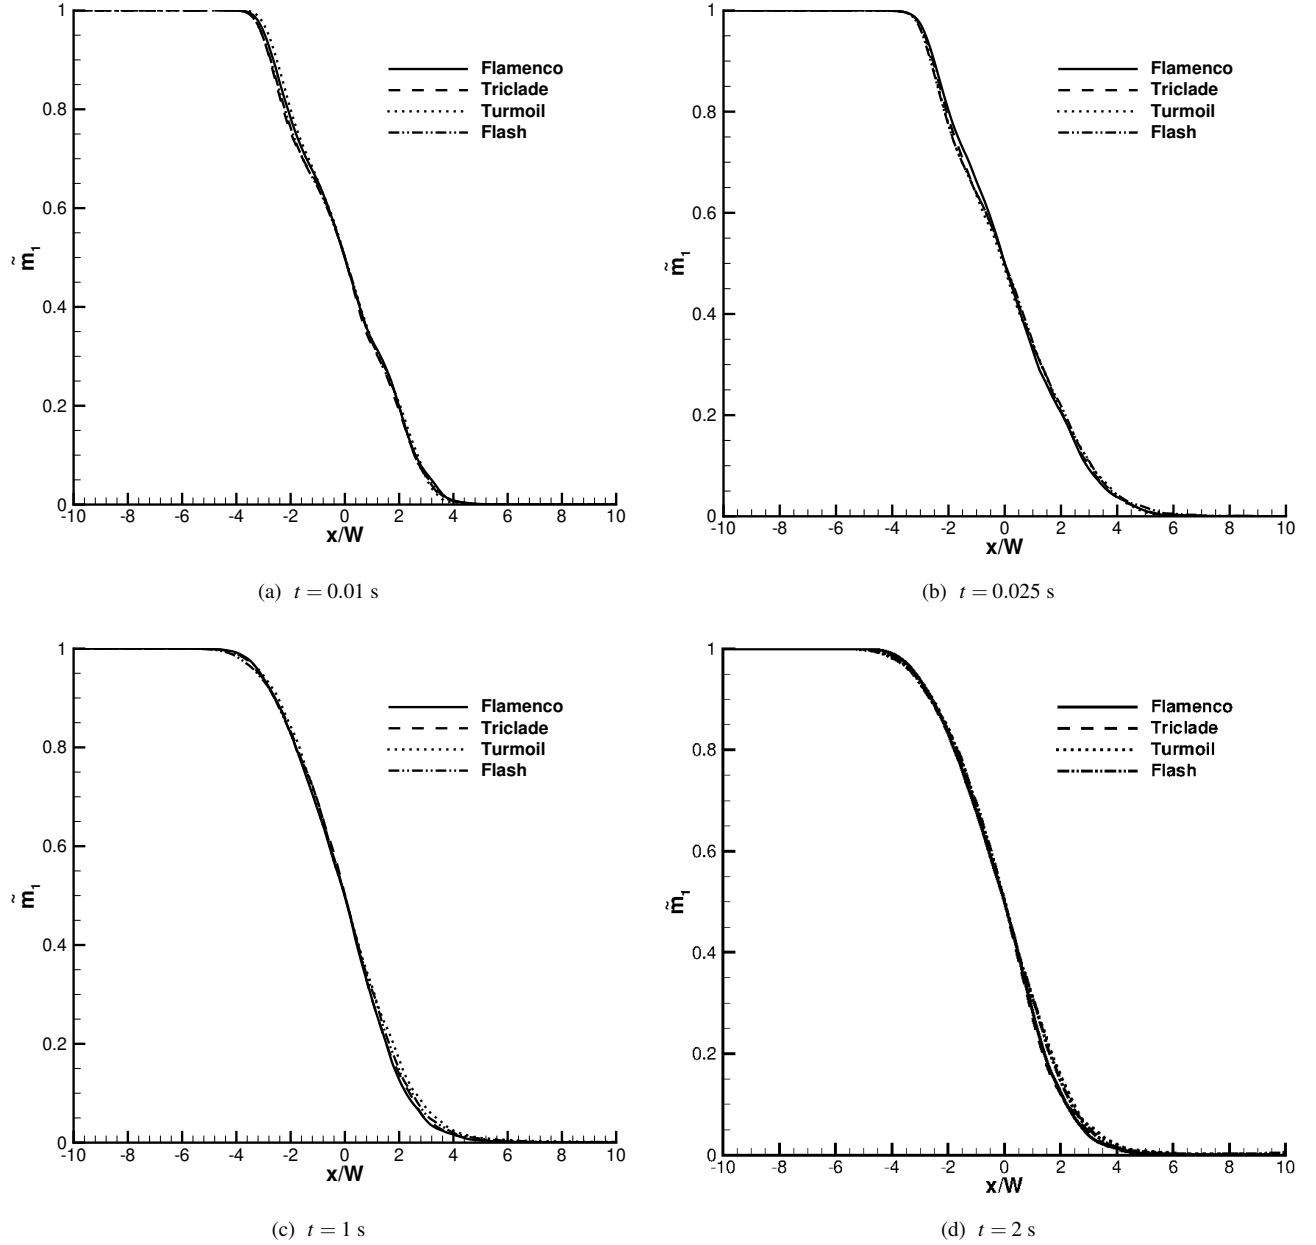 1
0.8
0.6
0.4
0.2
0
m̃₁
-10 -8 -6 -4 -2 0 2 4 6 8 10
x/W
Flamenco
Triclade
Turmoil
Flash
(a) t = 0.01 s
1
0.8
0.6
0.4
0.2
0
m̃₁
-10 -8 -6 -4 -2 0 2 4 6 8 10
x/W
Flamenco
Triclade
Turmoil
Flash
(b) t = 0.025 s
1
0.8
0.6
0.4
0.2
0
m̃₁
-10 -8 -6 -4 -2 0 2 4 6 8 10
x/W
Flamenco
Triclade
Turmoil
Flash
(c) t = 1 s
1
0.8
0.6
0.4
0.2
0
m̃₁
-10 -8 -6 -4 -2 0 2 4 6 8 10
x/W
Flamenco
Triclade
Turmoil
Flash
(d) t = 2 s